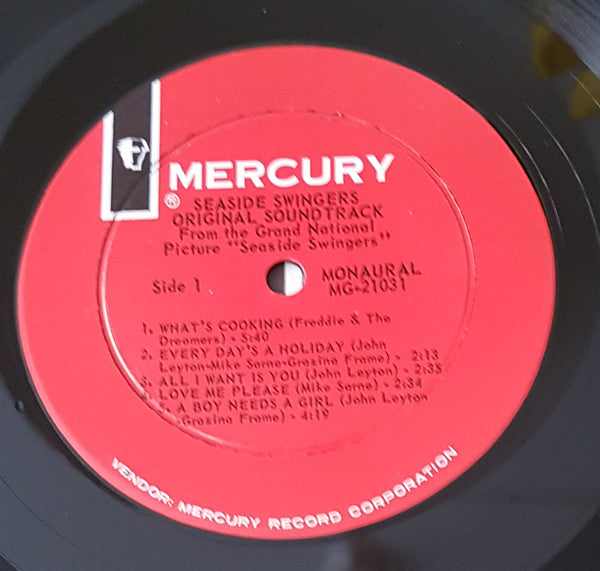 MERCURY
®
SEASIDE SWINGERS
ORIGINAL SOUNDTRACK
From the Grand National
Picture "Seaside Swingers"
Side 1
MONAURAL
MG-21031
1. WHAT'S COOKING (Freddie & The
Dreamers) - 5:40
2. EVERY DAY'S A HOLIDAY (John
Leyton-Mike Sarne-Grazina Frame) - 2:13
3. ALL I WANT IS YOU (John Leyton) - 2:35
4. LOVE ME PLEASE (Mike Sarne) - 2:34
5. A BOY NEEDS A GIRL (John Leyton
-Grazina Frame) - 4:19
VENDOR: MERCURY RECORD CORPORATION